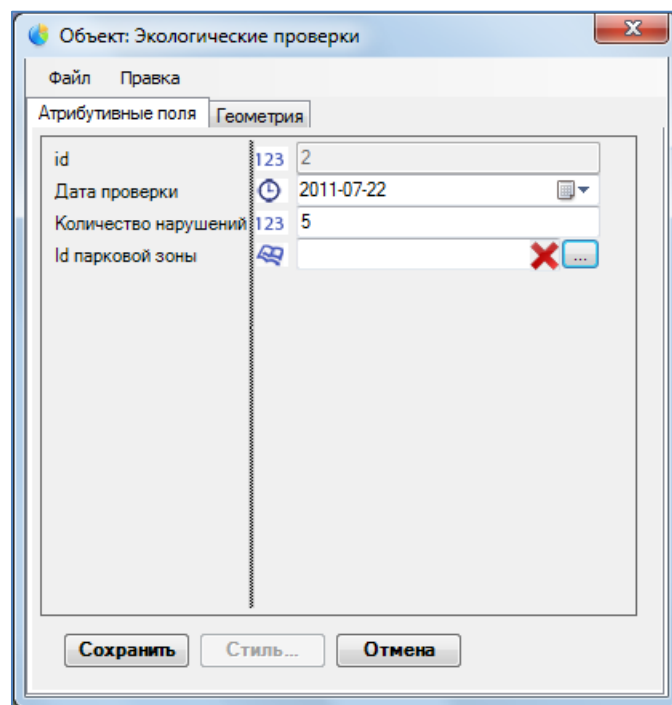 Объект: Экологические проверки
Файл Правка
Атрибутивные поля Геометрия
id 123 2
Дата проверки 2011-07-22
Количество нарушений 123 5
Id парковой зоны ...
Сохранить Стиль... Отмена